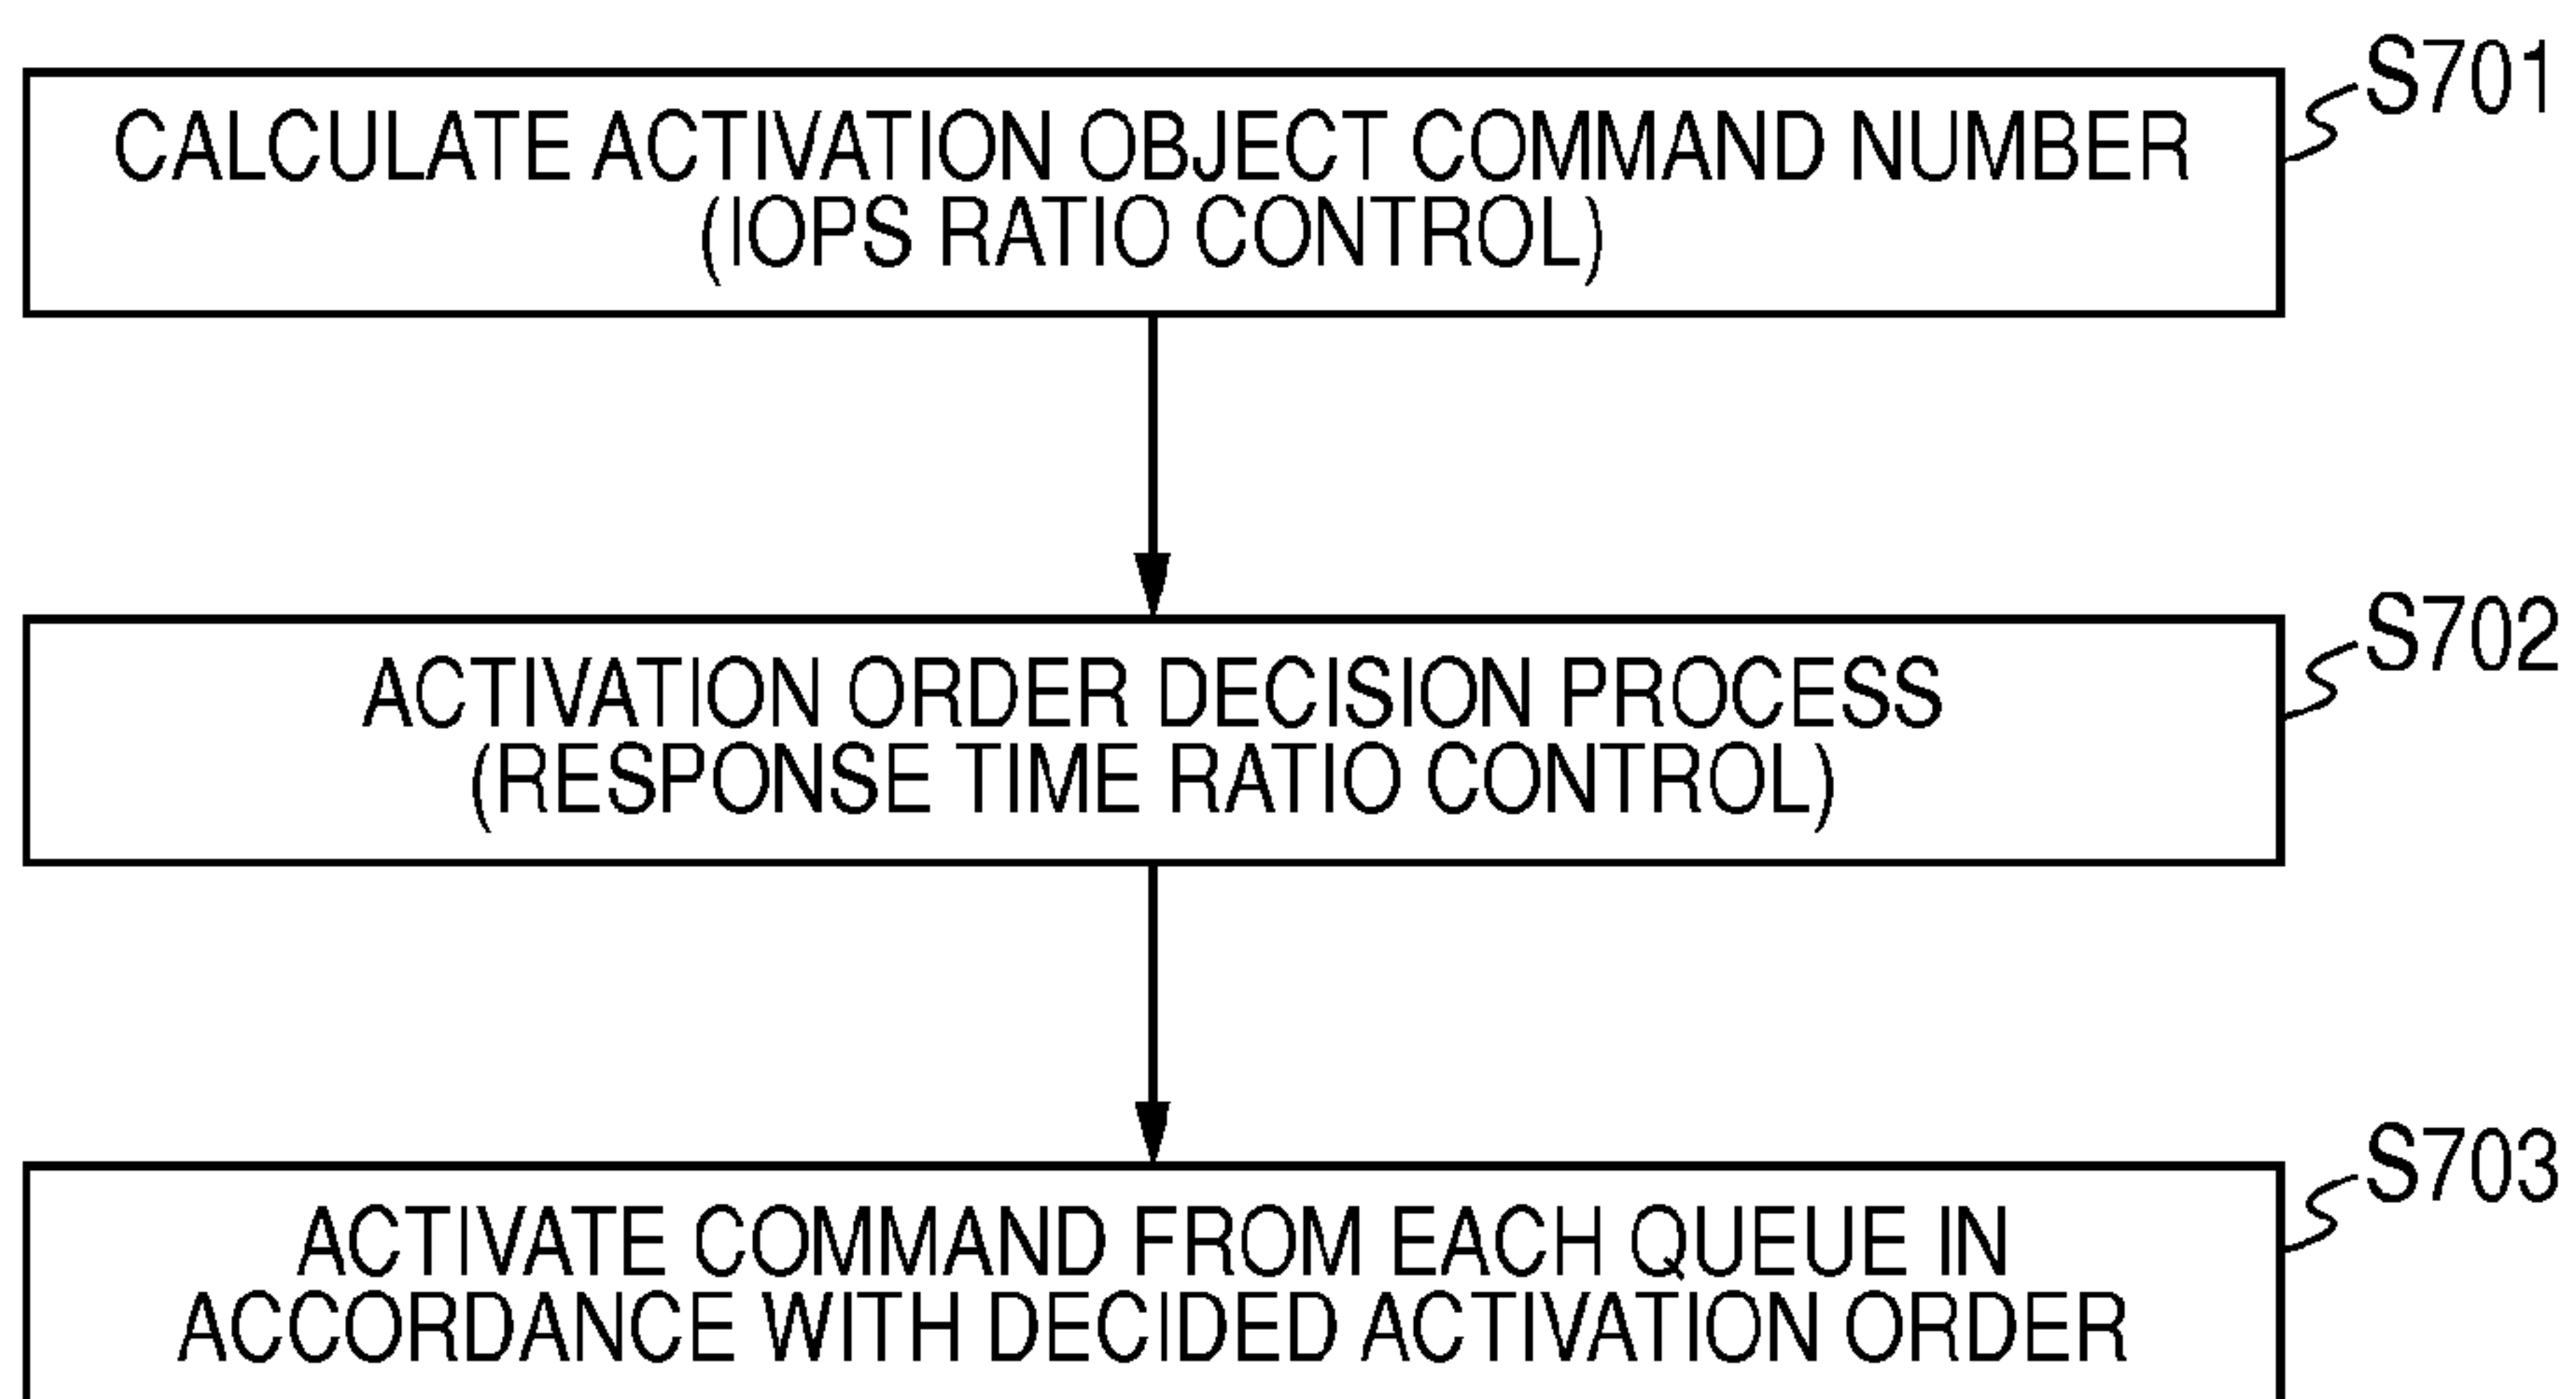 S701
CALCULATE ACTIVATION OBJECT COMMAND NUMBER
(IOPS RATIO CONTROL)
S702
ACTIVATION ORDER DECISION PROCESS
(RESPONSE TIME RATIO CONTROL)
S703
ACTIVATE COMMAND FROM EACH QUEUE IN
ACCORDANCE WITH DECIDED ACTIVATION ORDER